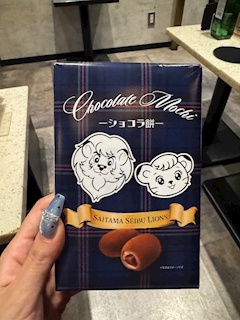 Chocolate Mochi
—ショコラ餅—
SAITAMA SEIBU LIONS